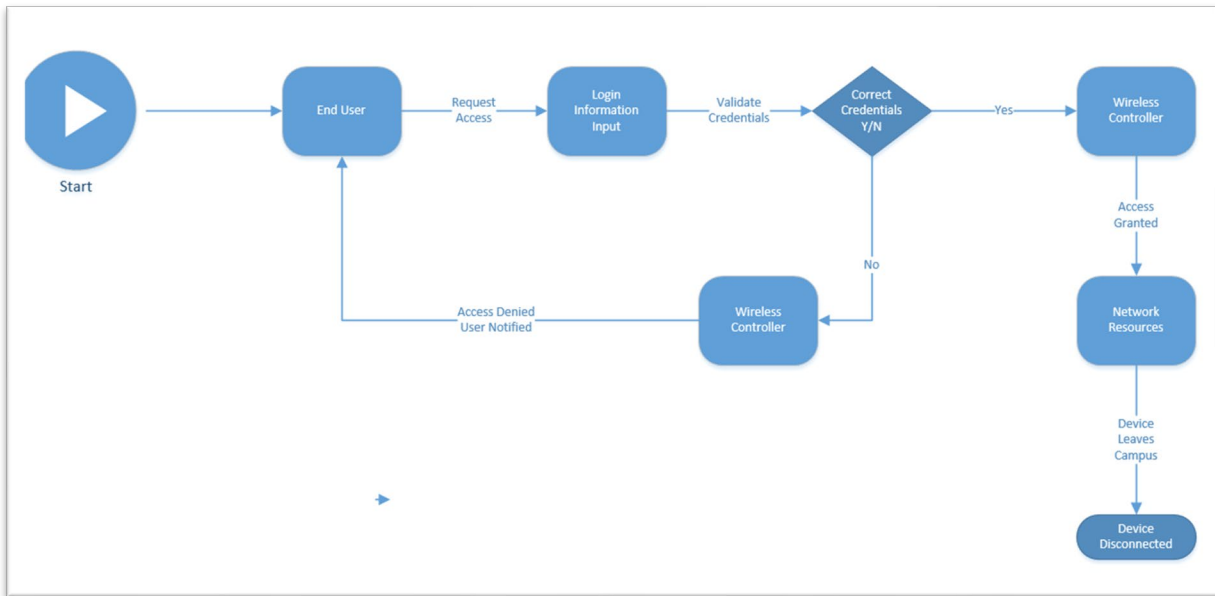 Start
End User
Request
Access
Login
Information
Input
Validate
Credentials
Correct
Credentials
Y/N
Yes
Wireless
Controller
Access
Granted
No
Access Denied
User Notified
Wireless
Controller
Network
Resources
Device
Leaves
Campus
Device
Disconnected